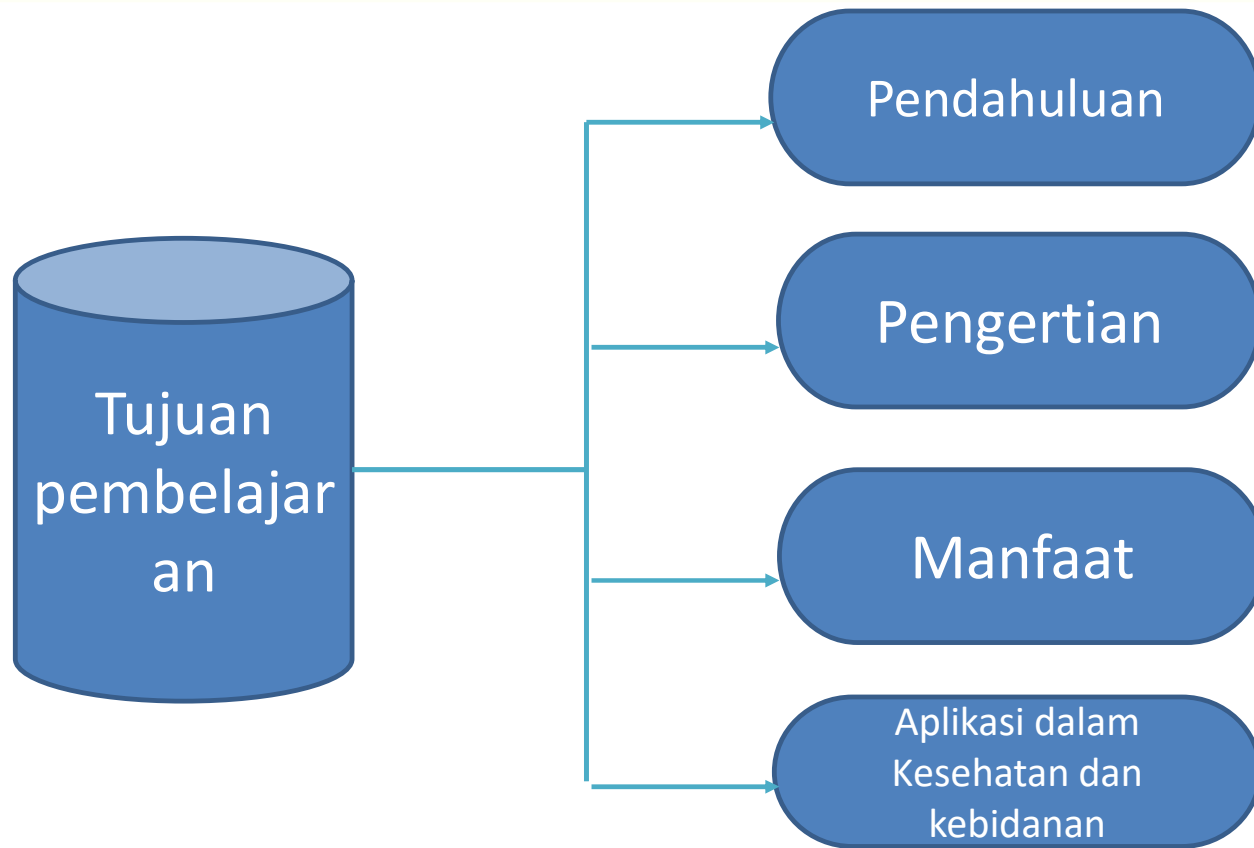 Tujuan
pembelajar
an
Pendahuluan
Pengertian
Manfaat
Aplikasi dalam
Kesehatan dan
kebidanan